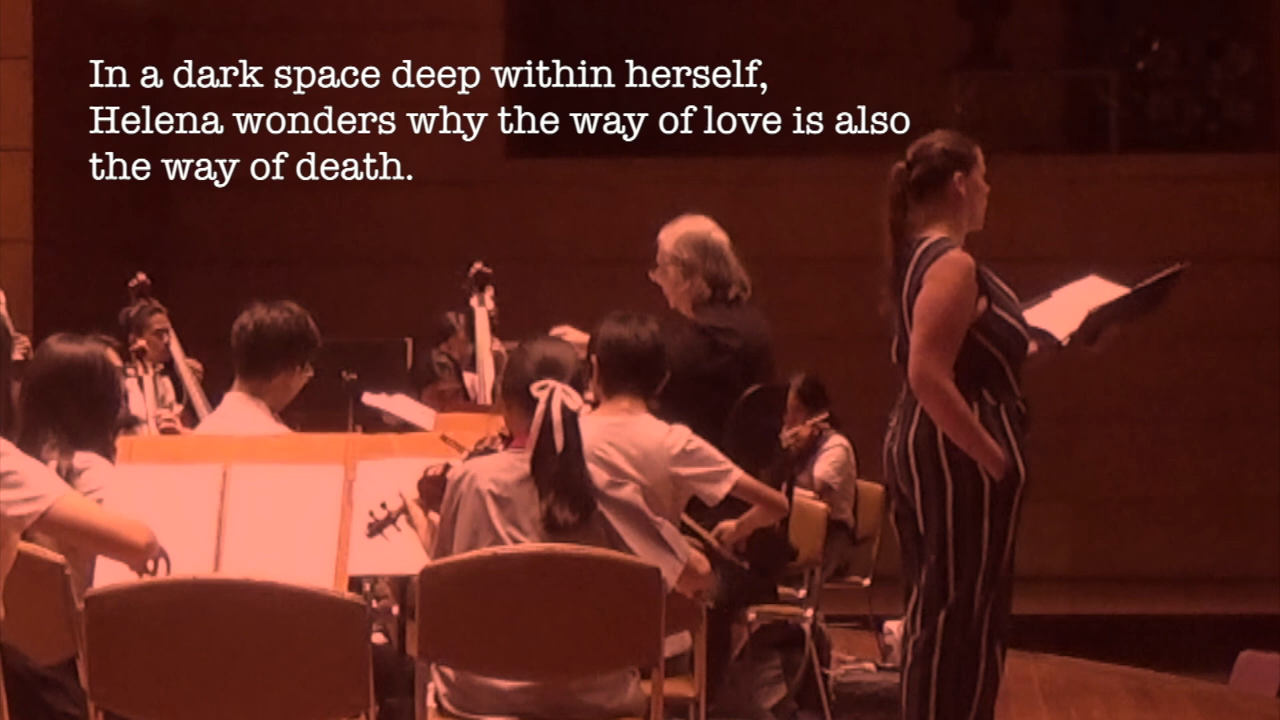 In a dark space deep within herself,
Helena wonders why the way of love is also
the way of death.